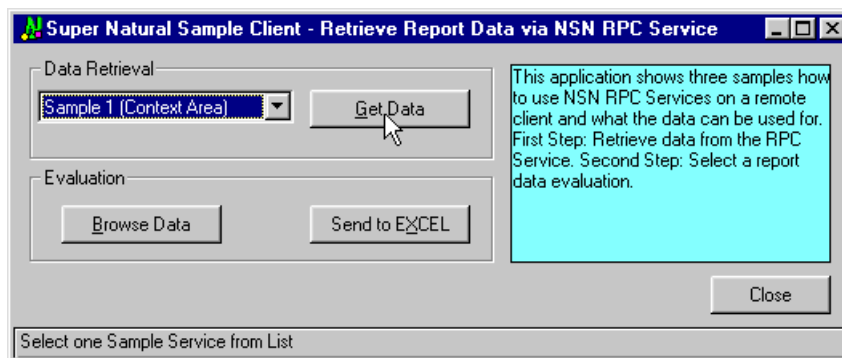 Super Natural Sample Client - Retrieve Report Data via NSN RPC Service
Data Retrieval
Sample 1 (Context Area)
Get Data
This application shows three samples how
to use NSN RPC Services on a remote
client and what the data can be used for.
First Step: Retrieve data from the RPC
Service. Second Step: Select a report
data evaluation.
Evaluation
Browse Data
Send to EXCEL
Close
Select one Sample Service from List